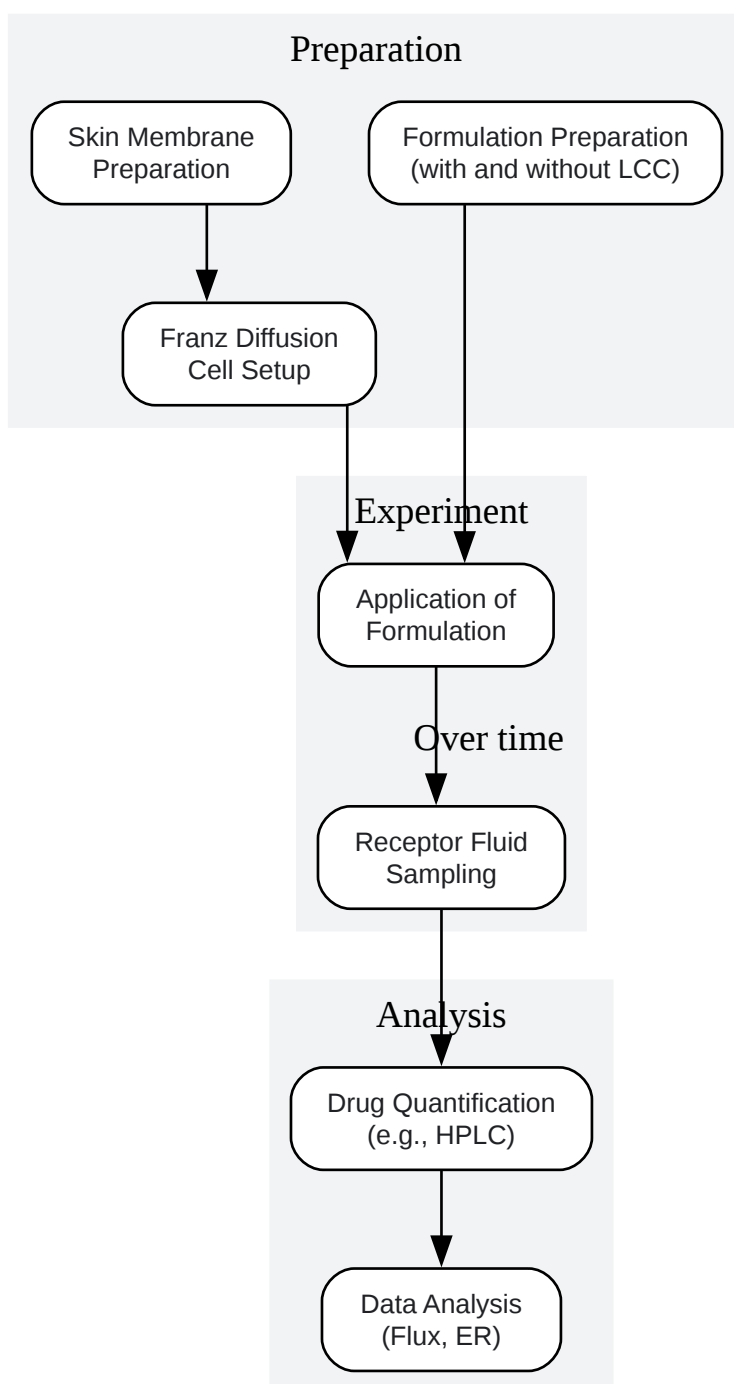 Preparation
Skin Membrane
Preparation
Formulation Preparation
(with and without LCC)
Franz Diffusion
Cell Setup
Experiment
Application of
Formulation
Over time
Receptor Fluid
Sampling
Analysis
Drug Quantification
(e.g., HPLC)
Data Analysis
(Flux, ER)